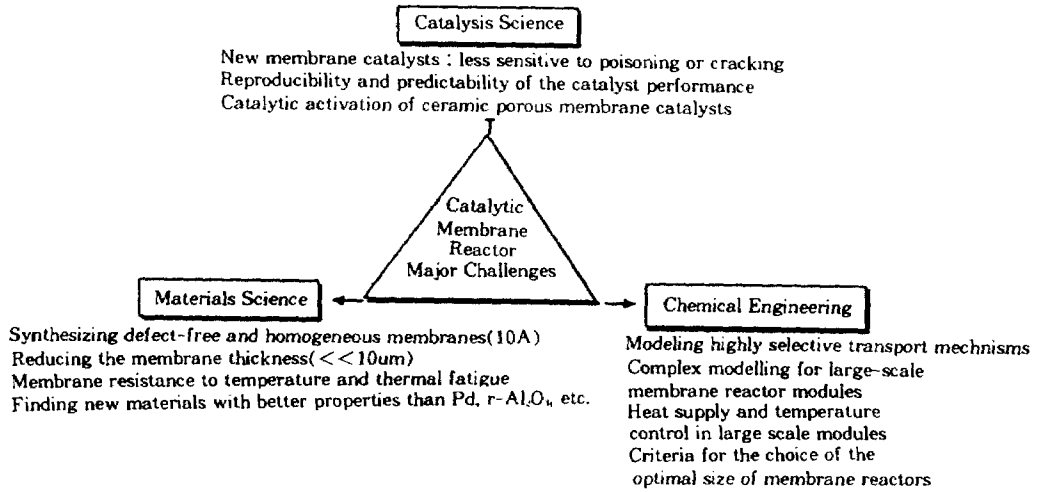 Catalysis Science
New membrane catalysts : less sensitive to poisoning or cracking
Reproducibility and predictability of the catalyst performance
Catalytic activation of ceramic porous membrane catalysts
Catalytic
Membrane
Reactor
Major Challenges
Materials Science
Synthesizing defect-free and homogeneous membranes(10A)
Reducing the membrane thickness(<<10um)
Membrane resistance to temperature and thermal fatigue
Finding new materials with better properties than Pd, etc.
Chemical Engineering
Modeling highly selective transport mechnisms
Complex modelling for large-scale
membrane reactor modules
Heat supply and temperature
control in large scale modules
Criteria for the choice of the
optimal size of membrane reactors